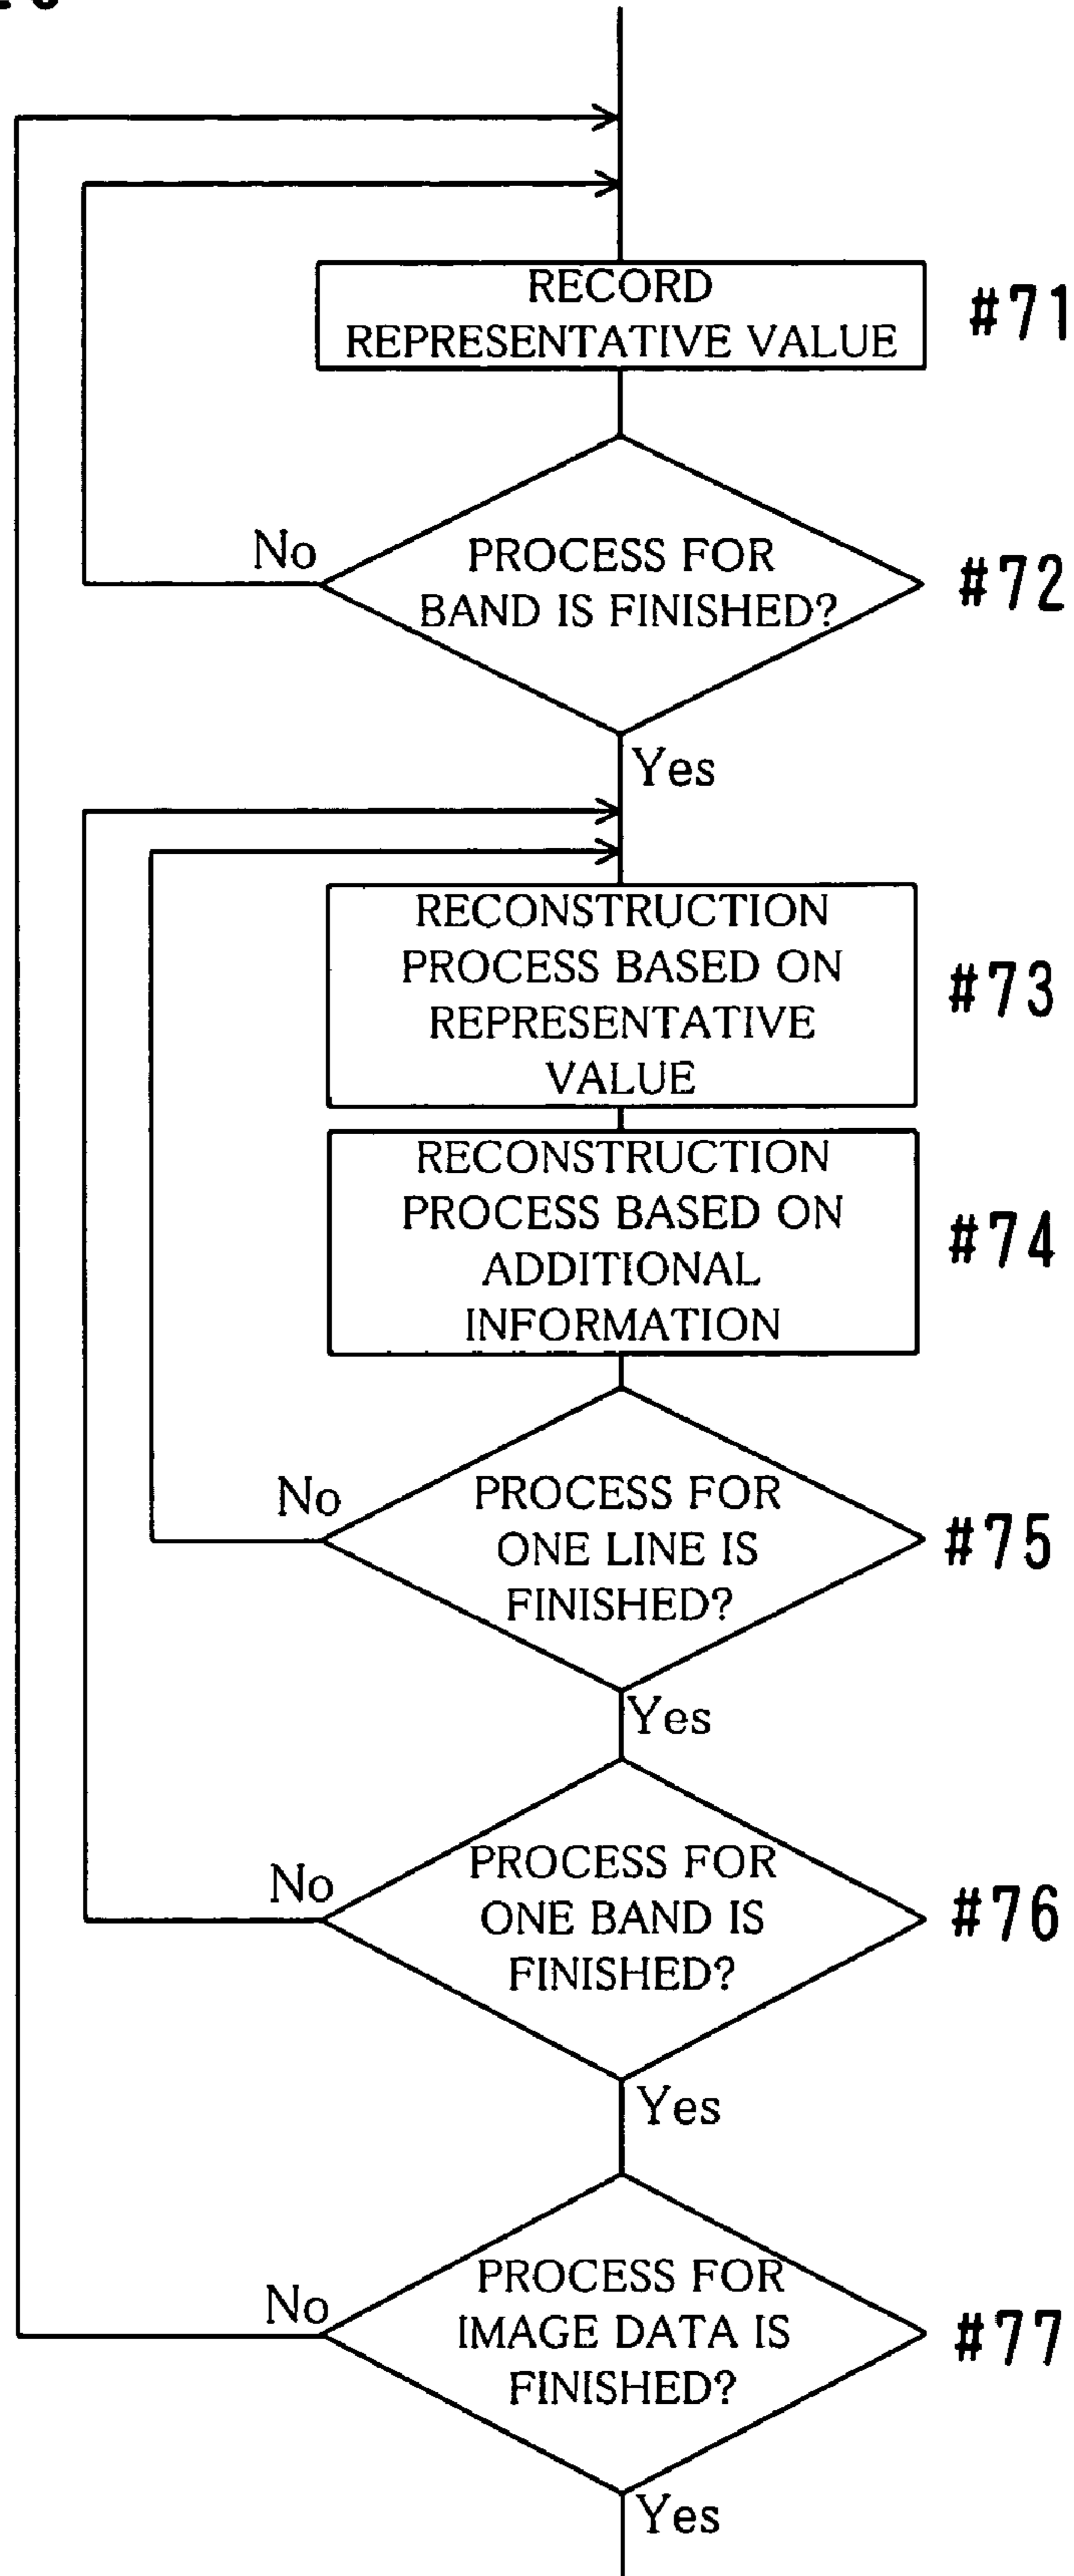 RECORD
REPRESENTATIVE VALUE
#71
No
PROCESS FOR
BAND IS FINISHED?
#72
Yes
RECONSTRUCTION
PROCESS BASED ON
REPRESENTATIVE
VALUE
#73
RECONSTRUCTION
PROCESS BASED ON
ADDITIONAL
INFORMATION
#74
No
PROCESS FOR
ONE LINE IS
FINISHED?
#75
Yes
No
PROCESS FOR
ONE BAND IS
FINISHED?
#76
Yes
No
PROCESS FOR
IMAGE DATA IS
FINISHED?
#77
Yes